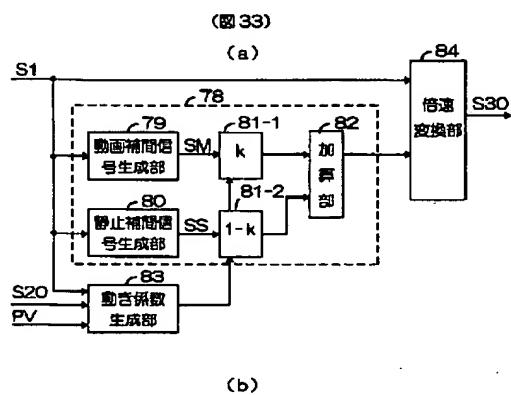 (図33)
(a)
S1
84
78
倍速
変換部
S30
79
動画補間信
号生成部
SM
81-1
k
82
加
算
部
80
静止補間信
号生成部
SS
81-2
1-k
83
S20
動き係数
生成部
PV
(b)